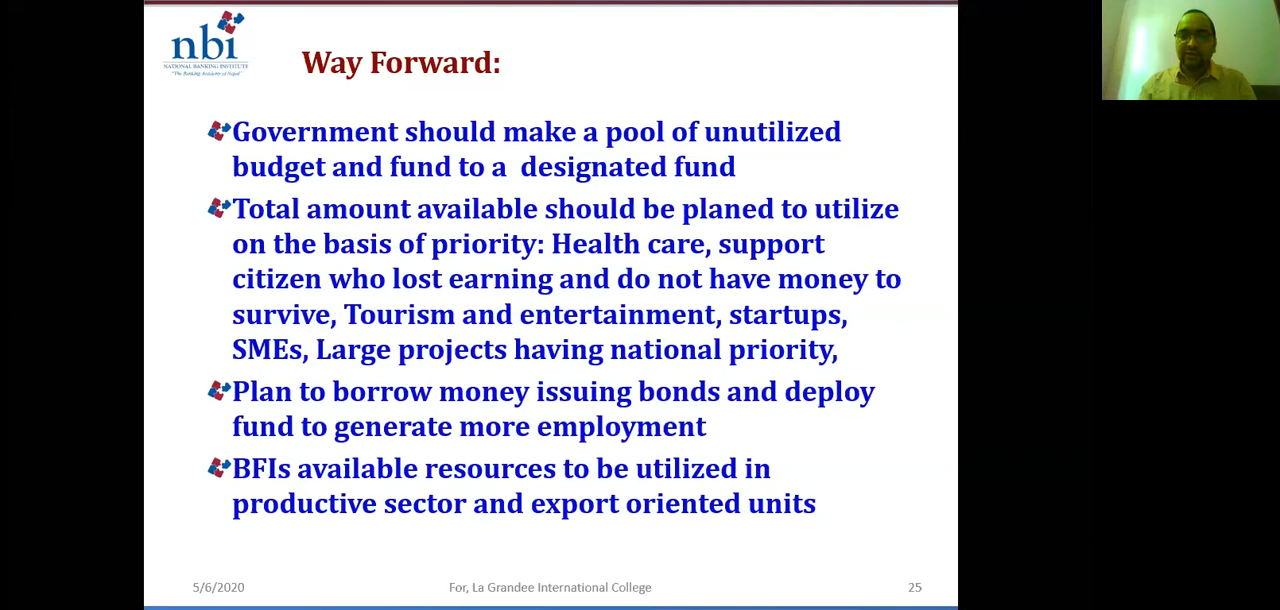 nbi
NATIONAL BANKING INSTITUTE
"The Banking Academy of Nepal"
Way Forward:
Government should make a pool of unutilized
budget and fund to a designated fund
Total amount available should be planed to utilize
on the basis of priority: Health care, support
citizen who lost earning and do not have money to
survive, Tourism and entertainment, startups,
SMEs, Large projects having national priority,
Plan to borrow money issuing bonds and deploy
fund to generate more employment
BFIs available resources to be utilized in
productive sector and export oriented units
5/6/2020
For, La Grandee International College
25